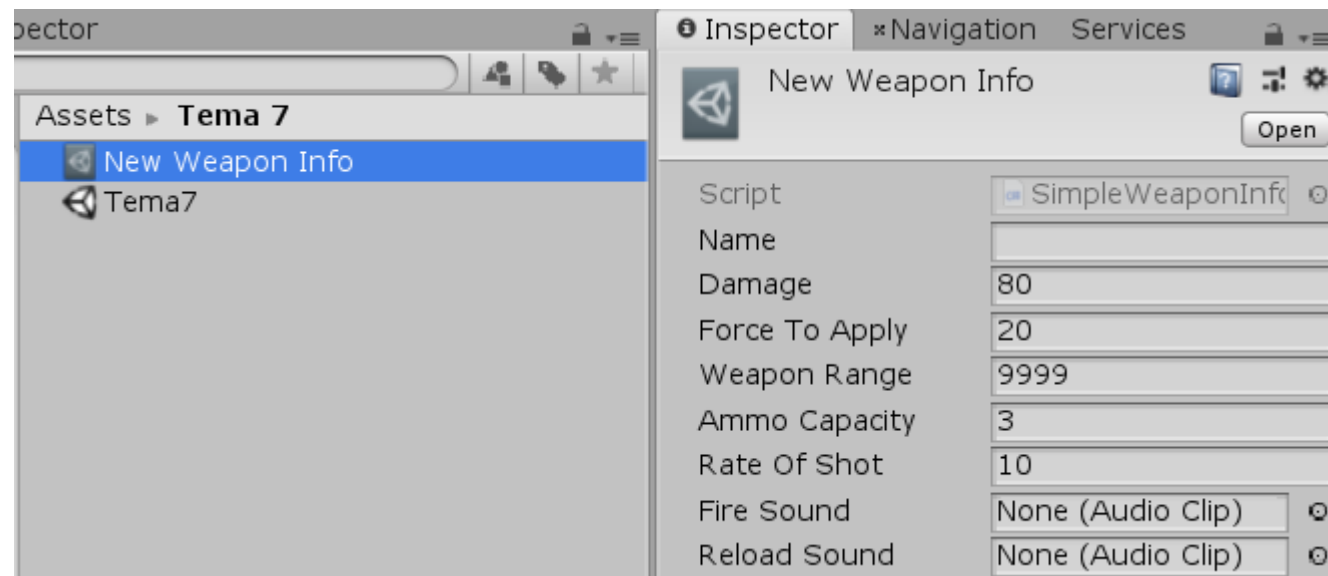 Inspector Navigation Services
New Weapon Info
Open
Assets ▸ Tema 7
New Weapon Info
Tema7
Script
Name
Damage 80
Force To Apply 20
Weapon Range 9999
Ammo Capacity 3
Rate Of Shot 10
Fire Sound None (Audio Clip)
Reload Sound None (Audio Clip)